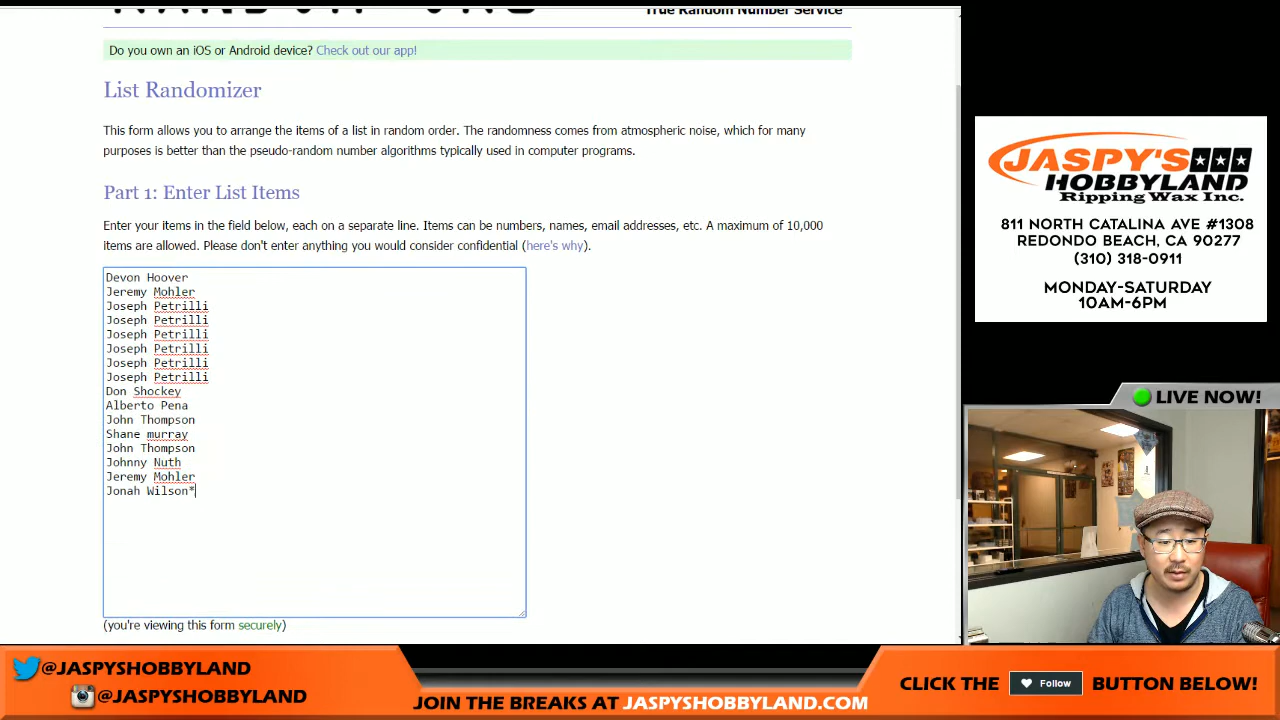 True Random Number Service
Do you own an iOS or Android device? Check out our app!
List Randomizer
This form allows you to arrange the items of a list in random order. The randomness comes from atmospheric noise, which for many
purposes is better than the pseudo-random number algorithms typically used in computer programs.
Part 1: Enter List Items
Enter your items in the field below, each on a separate line. Items can be numbers, names, email addresses, etc. A maximum of 10,000
items are allowed. Please don't enter anything you would consider confidential (here's why).
Devon Hoover
Jeremy Mohler
Joseph Petrilli
Joseph Petrilli
Joseph Petrilli
Joseph Petrilli
Joseph Petrilli
Joseph Petrilli
Don Shockey
Alberto Pena
John Thompson
Shane murray
John Thompson
Johnny Nuth
Jeremy Mohler
Jonah Wilson*
(you're viewing this form securely)
JASPY'S
HOBBYLAND
Ripping Wax Inc.
811 NORTH CATALINA AVE #1308
REDONDO BEACH, CA 90277
(310) 318-0911
MONDAY-SATURDAY
10AM-6PM
LIVE NOW!
@JASPYSHOBBYLAND
@JASPYSHOBBYLAND
JOIN THE BREAKS AT JASPYSHOBBYLAND.COM
CLICK THE Follow BUTTON BELOW!